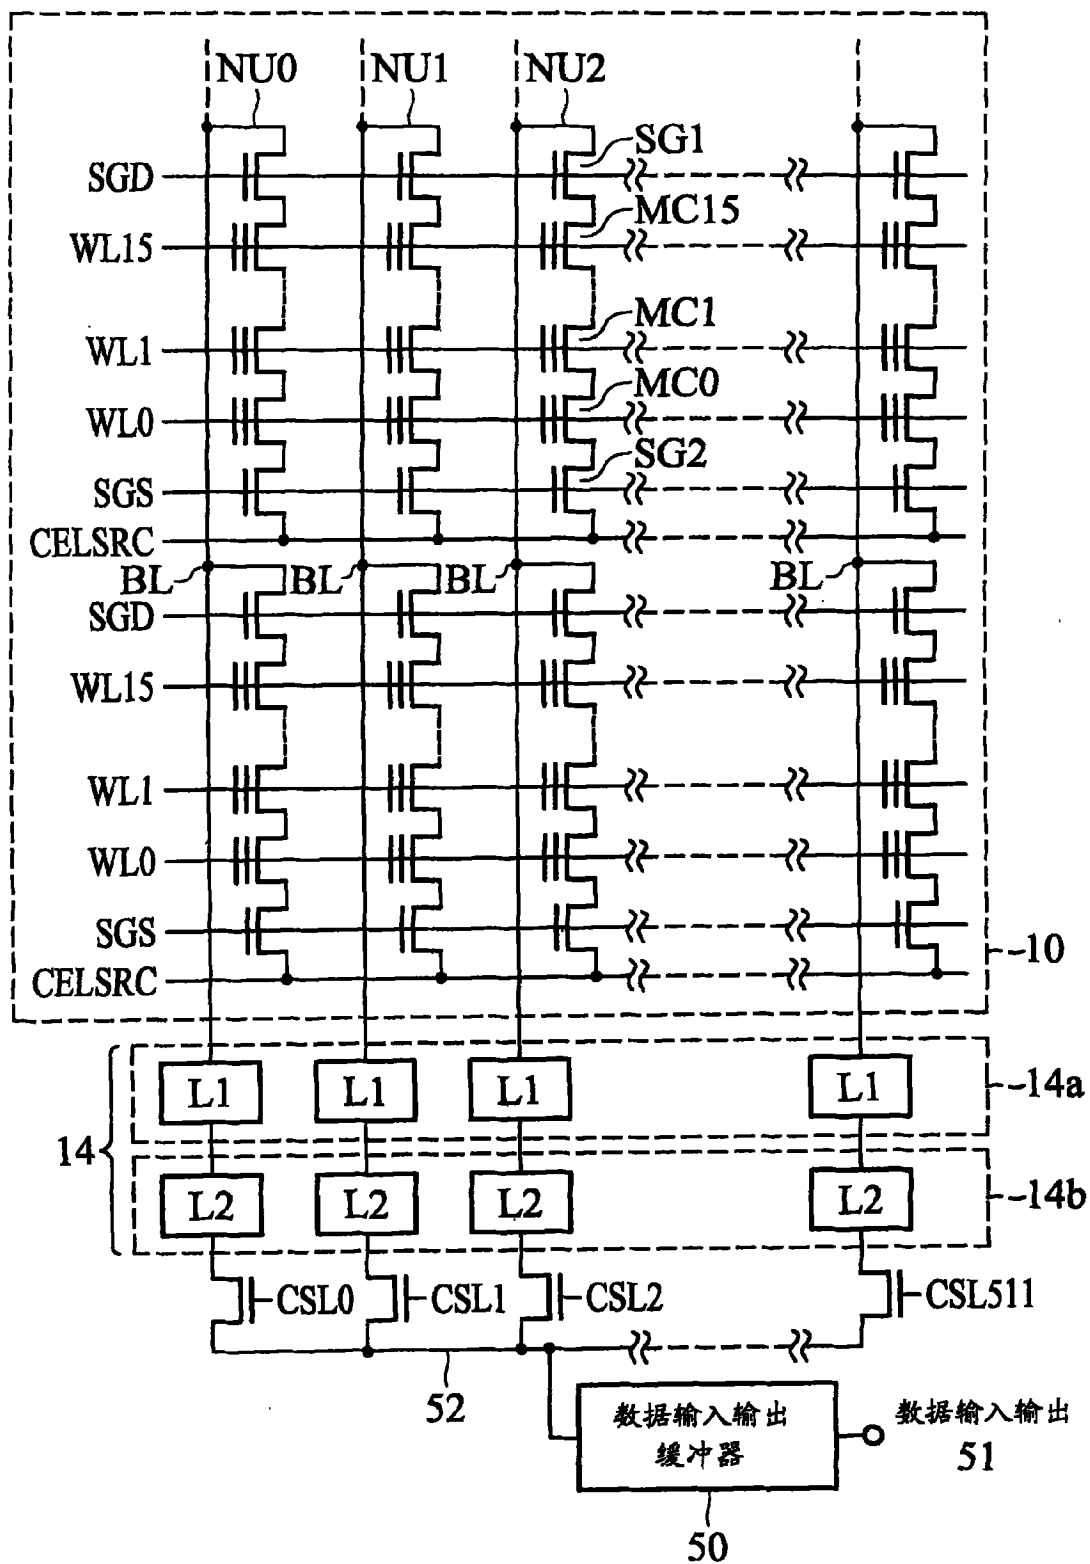 NU0 NU1 NU2
SGD SG1
WL15 MC15
WL1 MC1
WL0 MC0
SGS SG2
CELSRC
BL BL BL BL
SGD
WL15
WL1
WL0
SGS
10
CELSRC
L1 L1 L1 L1 14a
14
L2 L2 L2 L2 14b
CSL0 CSL1 CSL2 CSL511
52
数据输入输出
缓冲器
数据输入输出
51
50